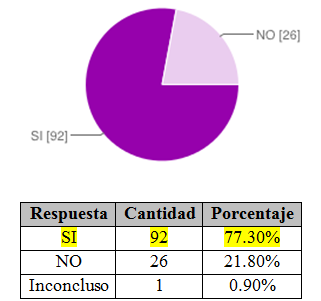 NO [26]
SI [92]
Respuesta Cantidad Porcentaje
SI 92 77.30%
NO 26 21.80%
Inconcluso 1 0.90%